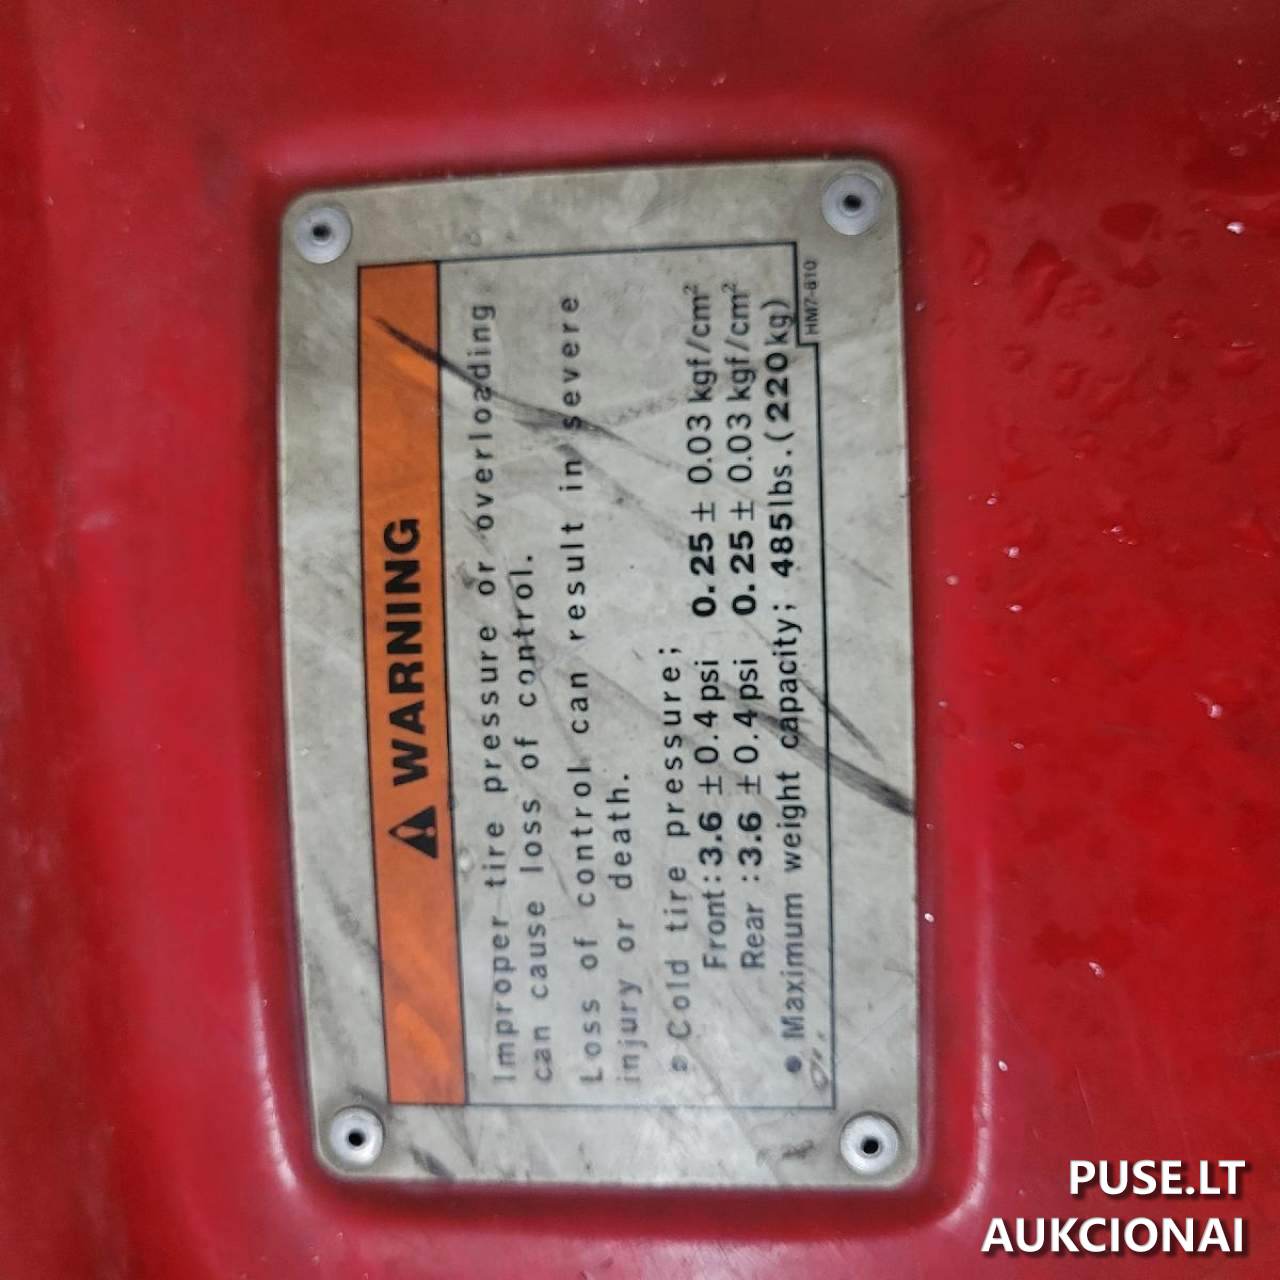 WARNING
Improper tire pressure or overloading
can cause loss of control.
Loss of control can result in severe
injury or death.
• Cold tire pressure;
Front: 3.6 ± 0.4 psi 0.25 ± 0.03 kgf/cm²
Rear : 3.6 ± 0.4 psi 0.25 ± 0.03 kgf/cm²
• Maximum weight capacity; 485lbs.(220kg)
HM7-610
PUSE.LT
AUKCIONAI